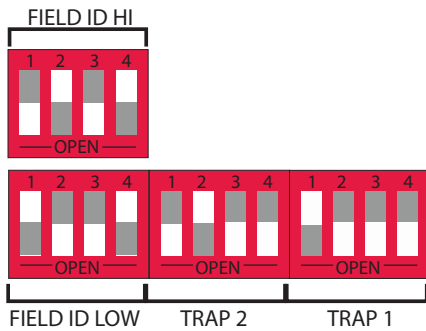 FIELD ID HI
1 2 3 4
OPEN
1 2 3 4 1 2 3 4 1 2 3 4
OPEN OPEN OPEN
FIELD ID LOW TRAP 2 TRAP 1